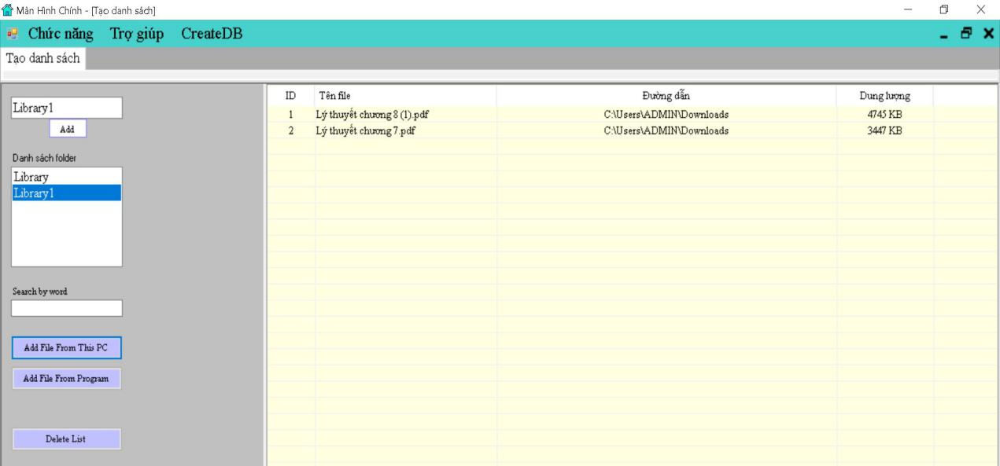 Màn Hình Chính - [Tạo danh sách]
Chức năng Trợ giúp CreateDB
Tạo danh sách
Library1
Add
Danh sách folder
Library
Library1
Search by word
Add File From This PC
Add File From Program
Delete List
ID Tên file Đường dẫn Dung lượng
1 Lý thuyết chương 8 (1).pdf C:\Users\ADMIN\Downloads 4745 KB
2 Lý thuyết chương 7.pdf C:\Users\ADMIN\Downloads 3447 KB